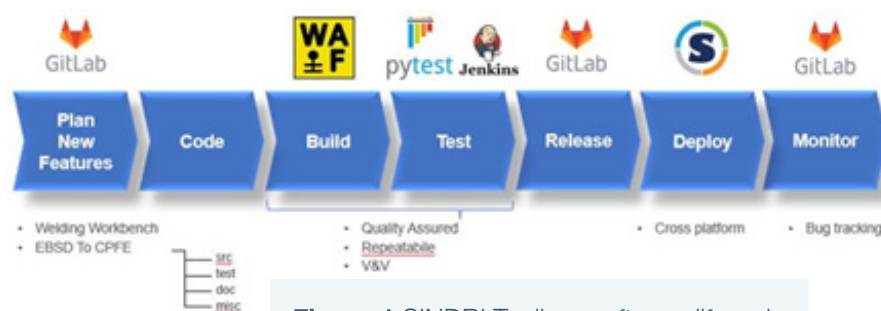 GitLab
WA
F
pytest
Jenkins
GitLab
S
GitLab
Plan
New
Features
Code
Build
Test
Release
Deploy
Monitor
• Welding Workbench
• EBSD To CPFE
src
test
doc
misc
• Quality Assured
• Repeatabile
• V&V
• Cross platform
• Bug tracking